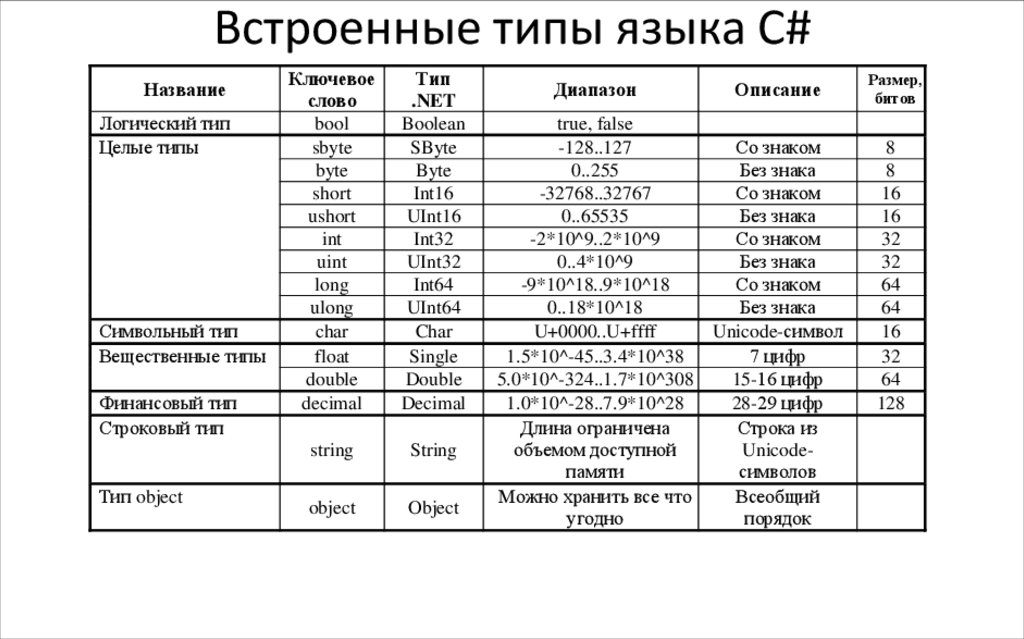 Встроенные типы языка C#
Название Ключевое слово Тип .NET Диапазон Описание Размер, битов
Логический тип bool Boolean true, false
Целые типы sbyte SByte -128..127 Со знаком 8
byte Byte 0..255 Без знака 8
short Int16 -32768..32767 Со знаком 16
ushort UInt16 0..65535 Без знака 16
int Int32 -2*10^9..2*10^9 Со знаком 32
uint UInt32 0..4*10^9 Без знака 32
long Int64 -9*10^18..9*10^18 Со знаком 64
ulong UInt64 0..18*10^18 Без знака 64
Символьный тип char Char U+0000..U+ffff Unicode-символ 16
Вещественные типы float Single 1.5*10^-45..3.4*10^38 7 цифр 32
double Double 5.0*10^-324..1.7*10^308 15-16 цифр 64
Финансовый тип decimal Decimal 1.0*10^-28..7.9*10^28 28-29 цифр 128
Строковый тип string String Длина ограничена объемом доступной памяти Строка из Unicode-символов
Тип object object Object Можно хранить все что угодно Всеобщий порядок